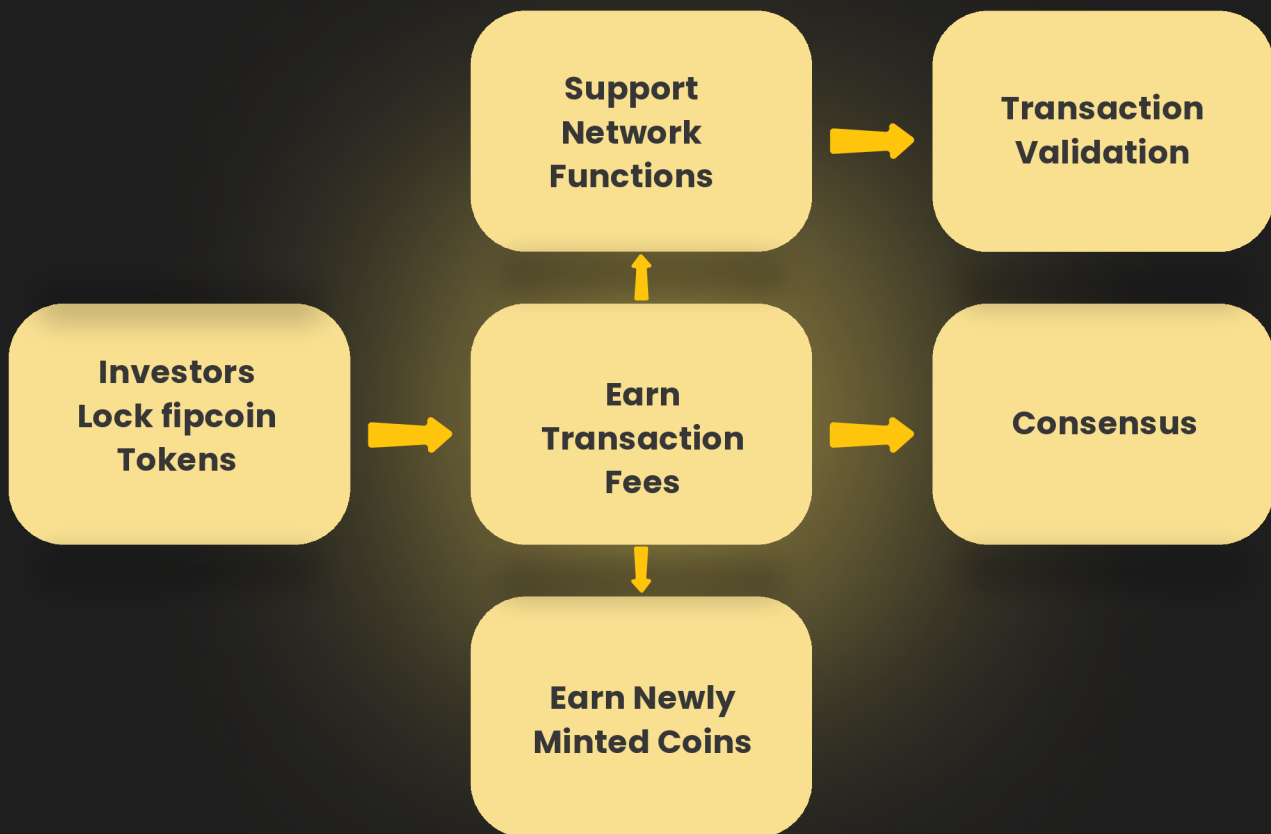 Support
Network
Functions
Transaction
Validation
Investors
Lock fipcoin
Tokens
Earn
Transaction
Fees
Consensus
Earn Newly
Minted Coins